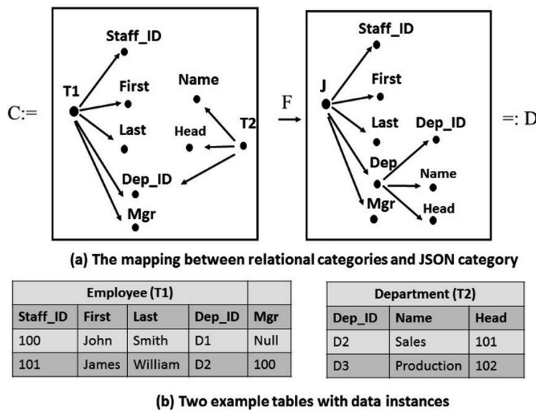 Staff_ID
T1
First
Name
C:=
Last
Head
T2
Dep_ID
Mgr
F
Staff_ID
J
First
Last
Dep_ID
=: D
Dep
Name
Mgr
Head
(a) The mapping between relational categories and JSON category
Employee (T1)
Staff_ID First Last Dep_ID Mgr
100 John Smith D1 Null
101 James William D2 100
Department (T2)
Dep_ID Name Head
D2 Sales 101
D3 Production 102
(b) Two example tables with data instances